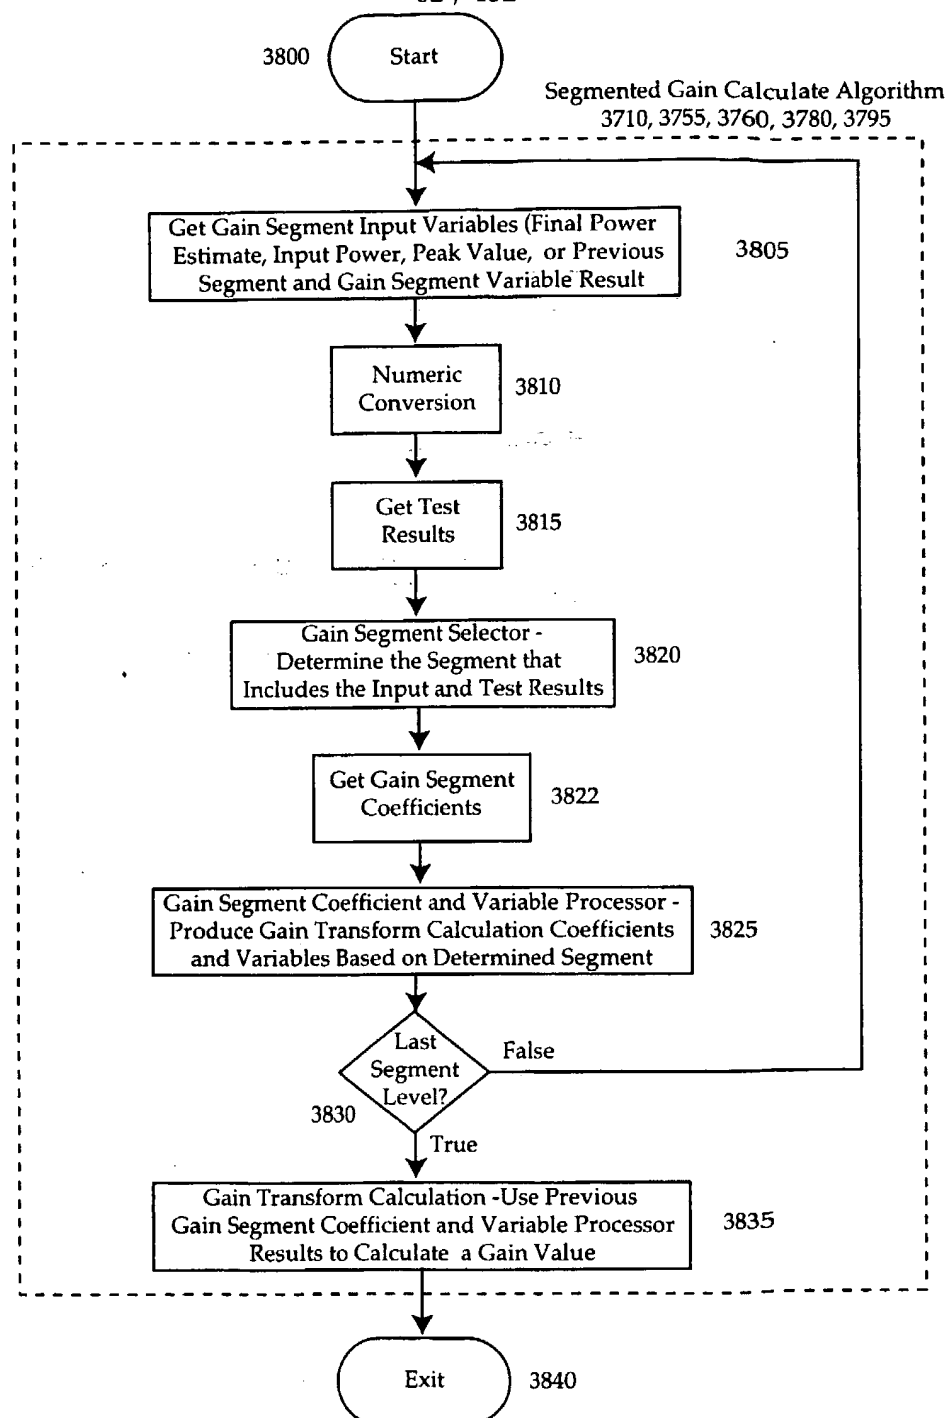 3800
Start
Segmented Gain Calculate Algorithm
3710, 3755, 3760, 3780, 3795
Get Gain Segment Input Variables (Final Power
Estimate, Input Power, Peak Value, or Previous
Segment and Gain Segment Variable Result
3805
Numeric
Conversion
3810
Get Test
Results
3815
Gain Segment Selector -
Determine the Segment that
Includes the Input and Test Results
3820
Get Gain Segment
Coefficients
3822
Gain Segment Coefficient and Variable Processor -
Produce Gain Transform Calculation Coefficients
and Variables Based on Determined Segment
3825
Last
Segment
Level?
False
3830
True
Gain Transform Calculation -Use Previous
Gain Segment Coefficient and Variable Processor
Results to Calculate a Gain Value
3835
Exit
3840